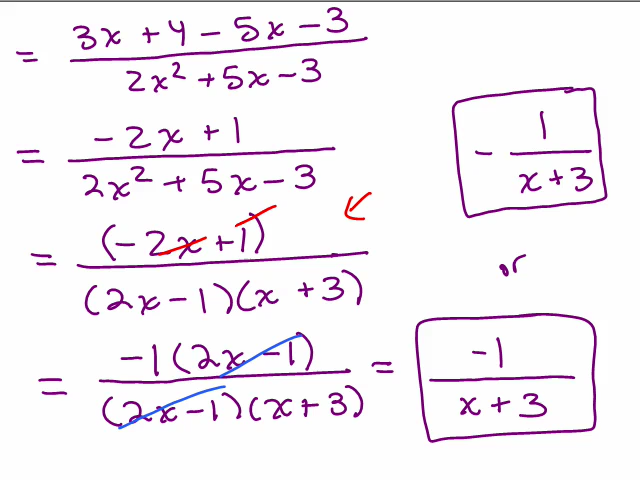 = (3x + 4 - 5x - 3) / (2x² + 5x - 3)
= (-2x + 1) / (2x² + 5x - 3)
= (-2x + 1) / (2x - 1)(x + 3)
= -1(2x - 1) / (2x - 1)(x + 3) = -1 / (x + 3)
or
- 1 / (x + 3)